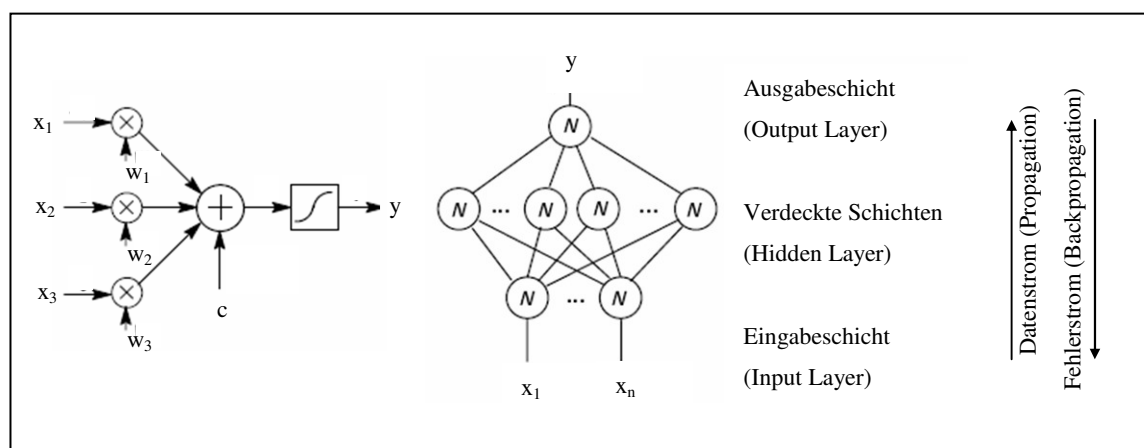 x₁
w₁
x₂
w₂
x₃
w₃
c
y
y
N
N ... N N ... N
N ... N
x₁ xₙ
Ausgabeschicht
(Output Layer)
Verdeckte Schichten
(Hidden Layer)
Eingabeschicht
(Input Layer)
Datenstrom (Propagation)
Fehlerstrom (Backpropagation)